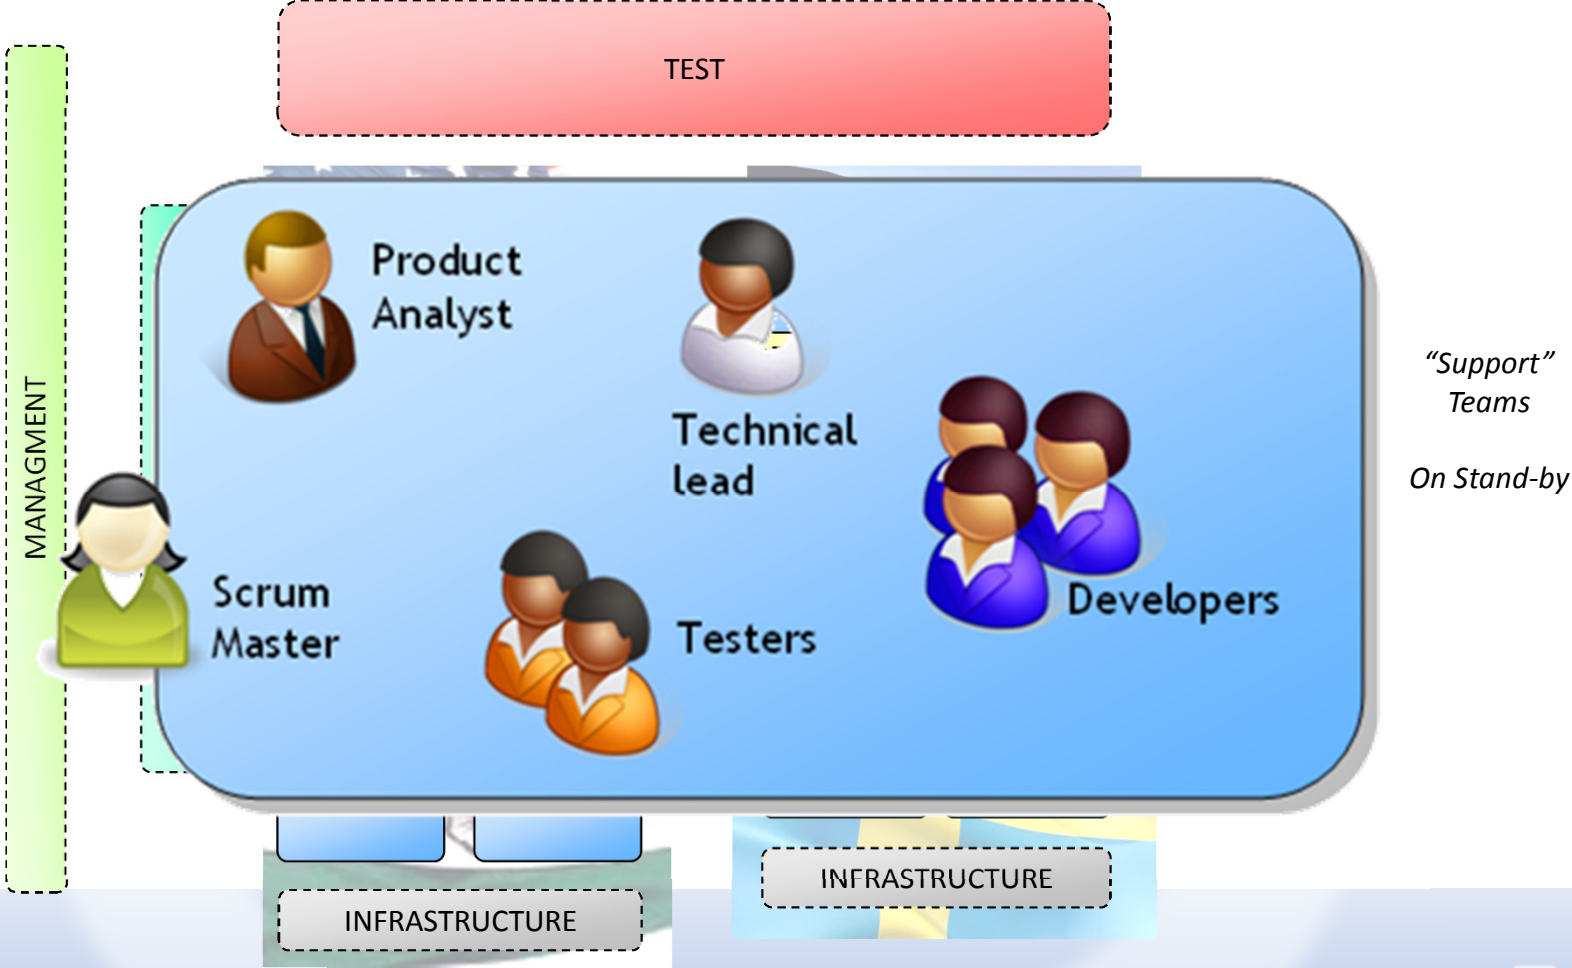 TEST
MANAGMENT
Product
Analyst
Technical
lead
Scrum
Master
Testers
Developers
“Support”
Teams
On Stand-by
INFRASTRUCTURE
INFRASTRUCTURE